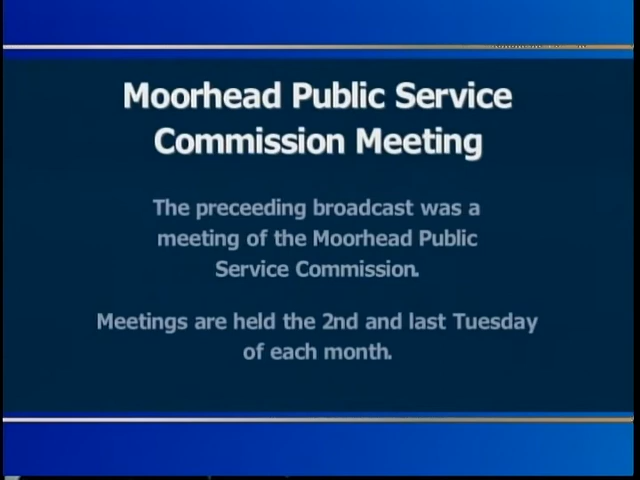 Moorhead Public Service
Commission Meeting
The preceeding broadcast was a
meeting of the Moorhead Public
Service Commission.
Meetings are held the 2nd and last Tuesday
of each month.